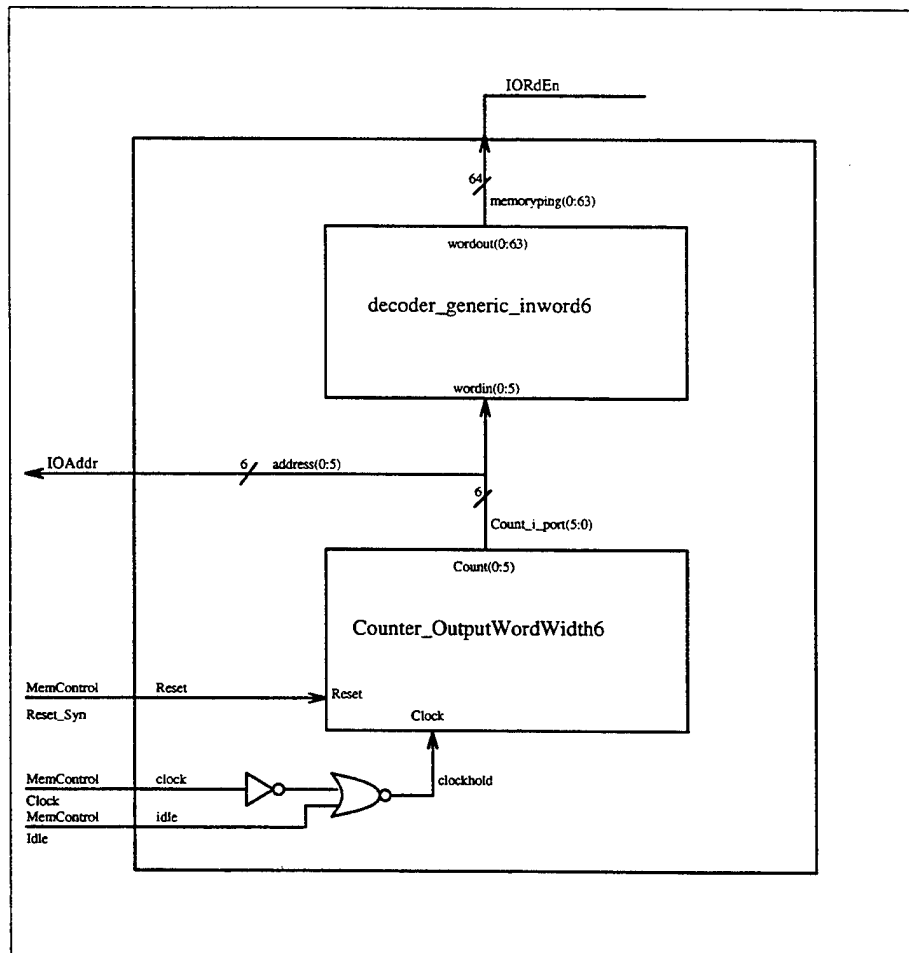 IORdEn
64
memoryping(0:63)
wordout(0:63)
decoder_generic_inword6
wordin(0:5)
IOAddr
6
address(0:5)
6
Count_i_port(5:0)
Count(0:5)
Counter_OutputWordWidth6
MemControl
Reset
Reset
Reset_Syn
Clock
MemControl
clock
clockhold
Clock
MemControl
idle
Idle